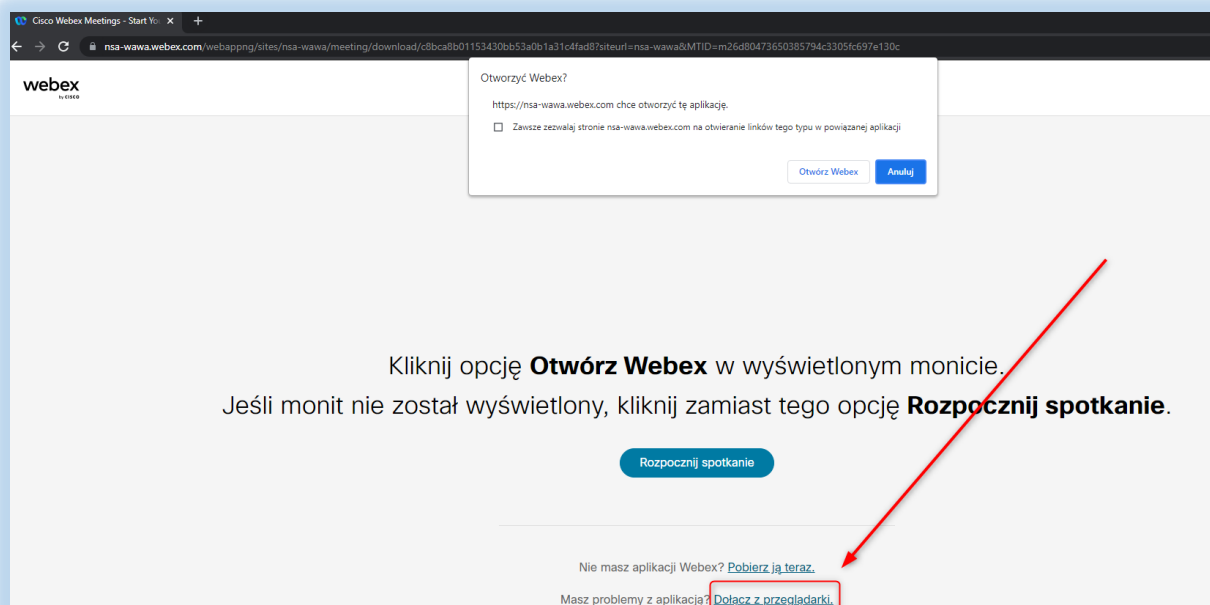 Cisco Webex Meetings - Start Yo
nsa-wawa.webex.com/webappng/sites/nsa-wawa/meeting/download/c8bca8b01153430bb53a0b1a31c4fad8?siteurl=nsa-wawa&MTID=m26d80473650385794c3305fc697e130c
webex
by CISCO
Otworzyć Webex?
https://nsa-wawa.webex.com chce otworzyć tę aplikację.
Zawsze zezwalaj stronie nsa-wawa.webex.com na otwieranie linków tego typu w powiązanej aplikacji
Otwórz Webex Anuluj
Kliknij opcję Otwórz Webex w wyświetlonym monicie.
Jeśli monit nie został wyświetlony, kliknij zamiast tego opcję Rozpocznij spotkanie.
Rozpocznij spotkanie
Nie masz aplikacji Webex? Pobierz ją teraz.
Masz problemy z aplikacją? Dołącz z przeglądarki.